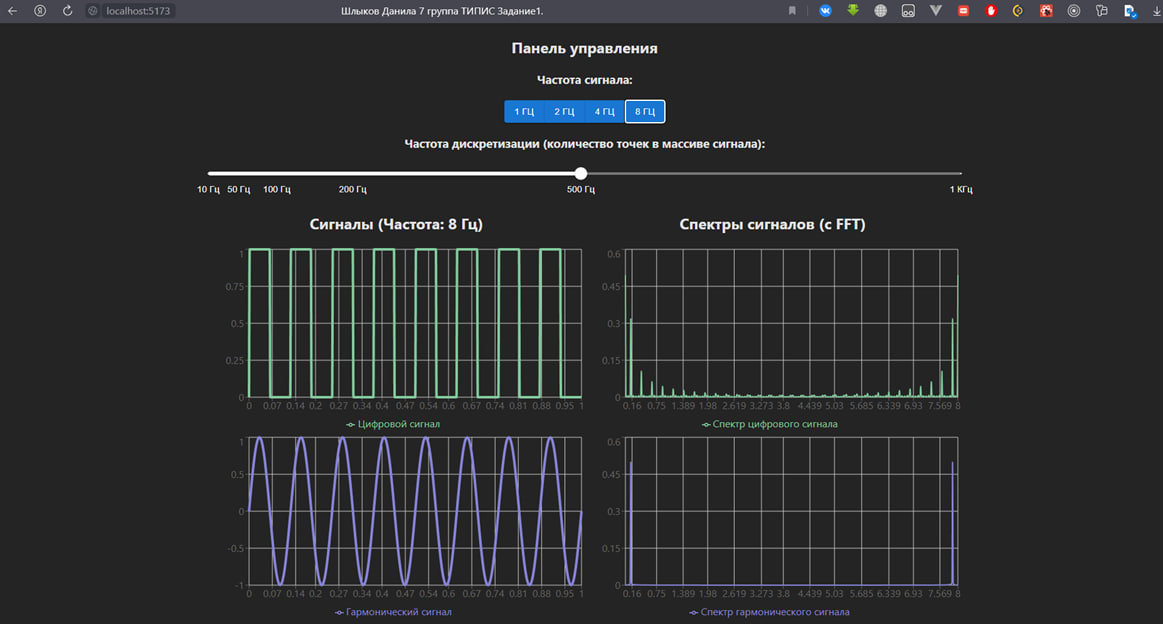 localhost:5173 Шлыков Данила 7 группа ТИПИС Задание1.
Панель управления
Частота сигнала:
1 ГЦ 2 ГЦ 4 ГЦ 8 ГЦ
Частота дискретизации (количество точек в массиве сигнала):
10 Гц 50 Гц 100 Гц 200 Гц 500 Гц 1 КГц
Сигналы (Частота: 8 Гц)
1
0.75
0.5
0.25
0
0 0.07 0.14 0.2 0.27 0.34 0.4 0.47 0.54 0.6 0.67 0.74 0.81 0.88 0.95 1
Цифровой сигнал
1
0.5
0
-0.5
-1
0 0.07 0.14 0.2 0.27 0.34 0.4 0.47 0.54 0.6 0.67 0.74 0.81 0.88 0.95 1
Гармонический сигнал
Спектры сигналов (с FFT)
0.6
0.45
0.3
0.15
0
0.16 0.75 1.389 1.98 2.619 3.273 3.8 4.439 5.03 5.685 6.339 6.93 7.569 8
Спектр цифрового сигнала
0.6
0.45
0.3
0.15
0
0.16 0.75 1.389 1.98 2.619 3.273 3.8 4.439 5.03 5.685 6.339 6.93 7.569 8
Спектр гармонического сигнала